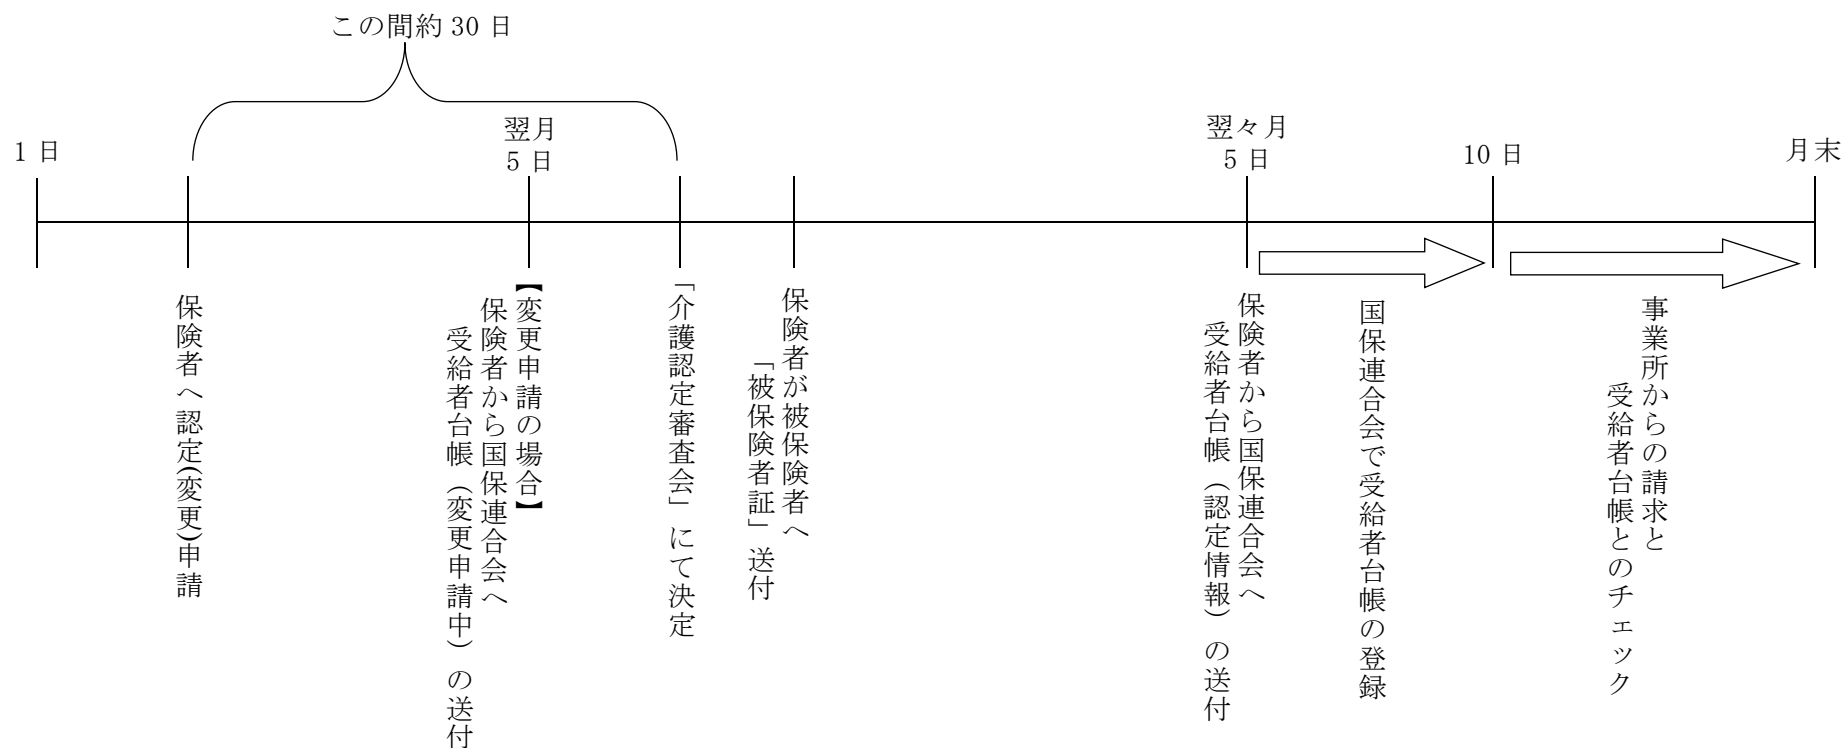 この間約 30 日
1 日
翌月
5 日
翌々月
5 日
10 日
月末
保険者へ認定(変更)申請
【変更申請の場合】
保険者から国保連合会へ
受給者台帳（変更申請中）の送付
「介護認定審査会」にて決定
保険者が被保険者へ
「被保険者証」送付
保険者から国保連合会へ
受給者台帳（認定情報）の送付
国保連合会で受給者台帳の登録
事業所からの請求と
受給者台帳とのチェック